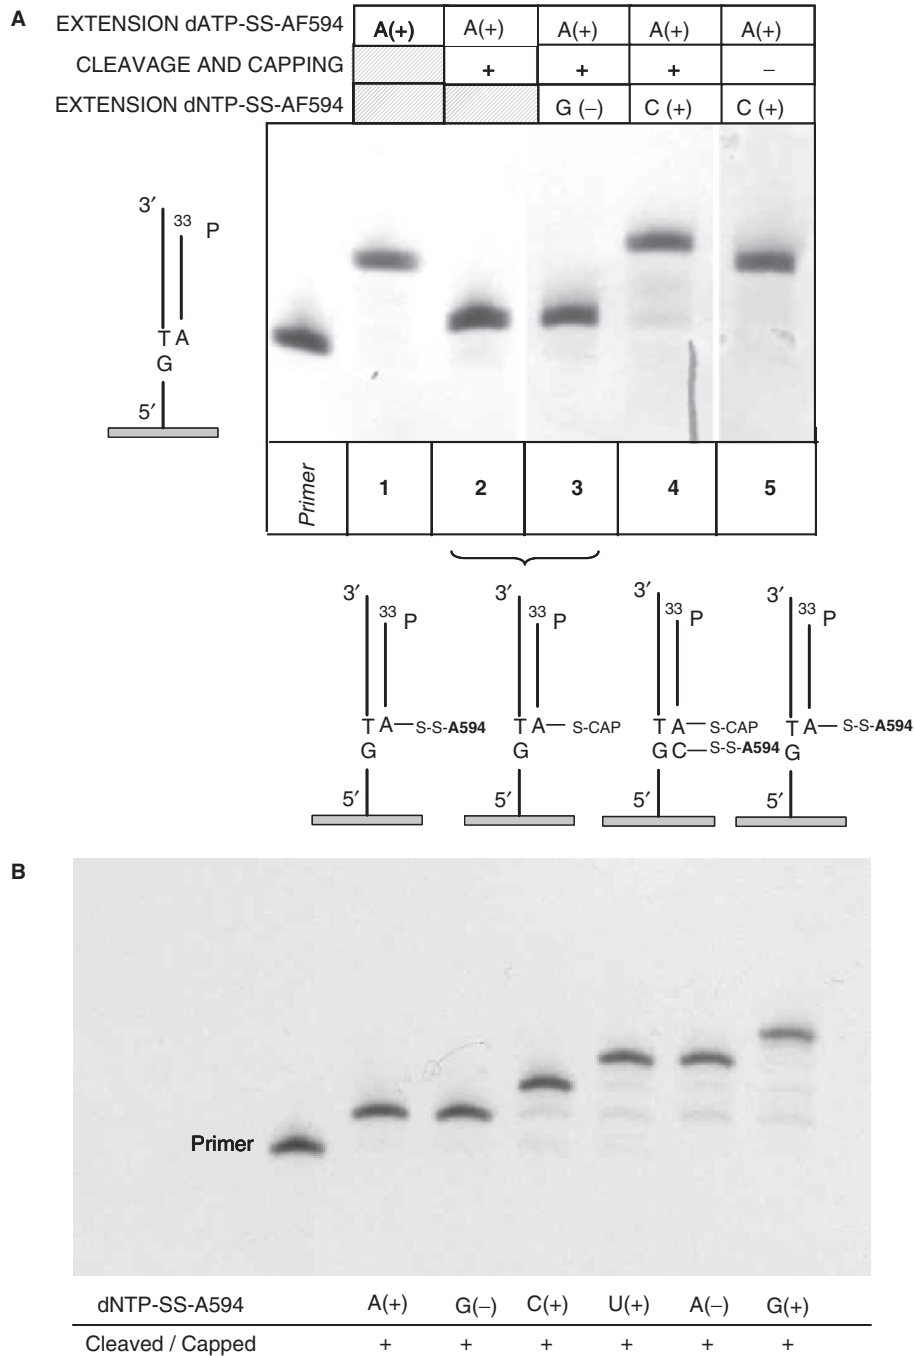 A
EXTENSION dATP-SS-AF594 A(+) A(+) A(+) A(+) A(+)
CLEAVAGE AND CAPPING + + + –
EXTENSION dNTP-SS-AF594 G (–) C (+) C (+)
3′ 33 P
T A
G
5′
Primer 1 2 3 4 5
3′ 33 P 3′ 33 P 3′ 33 P 3′ 33 P
T A S-S-A594 T A S-CAP T A S-CAP T A S-S-A594
G G G C S-S-A594 G
5′ 5′ 5′ 5′
B
Primer
dNTP-SS-A594 A(+) G(–) C(+) U(+) A(–) G(+)
Cleaved / Capped + + + + + +